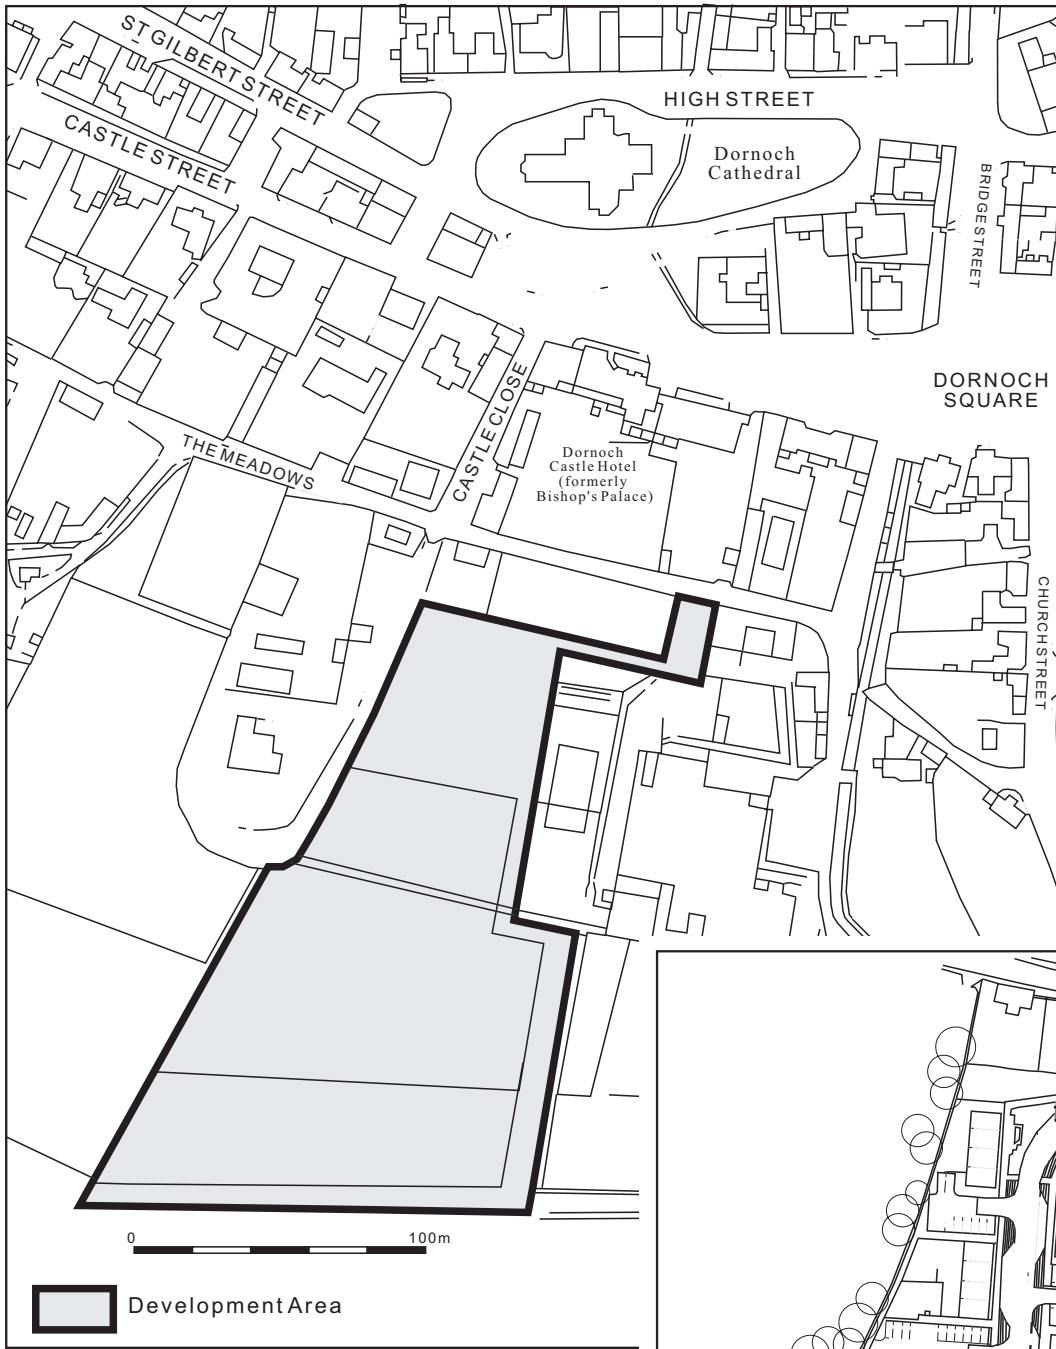 ST GILBERT STREET
HIGH STREET
CASTLE STREET
Dornoch
Cathedral
BRIDGE STREET
DORNOCH
SQUARE
CASTLE CLOSE
THE MEADOWS
Dornoch
Castle Hotel
(formerly
Bishop's Palace)
CHURCH STREET
0
100m
Development Area